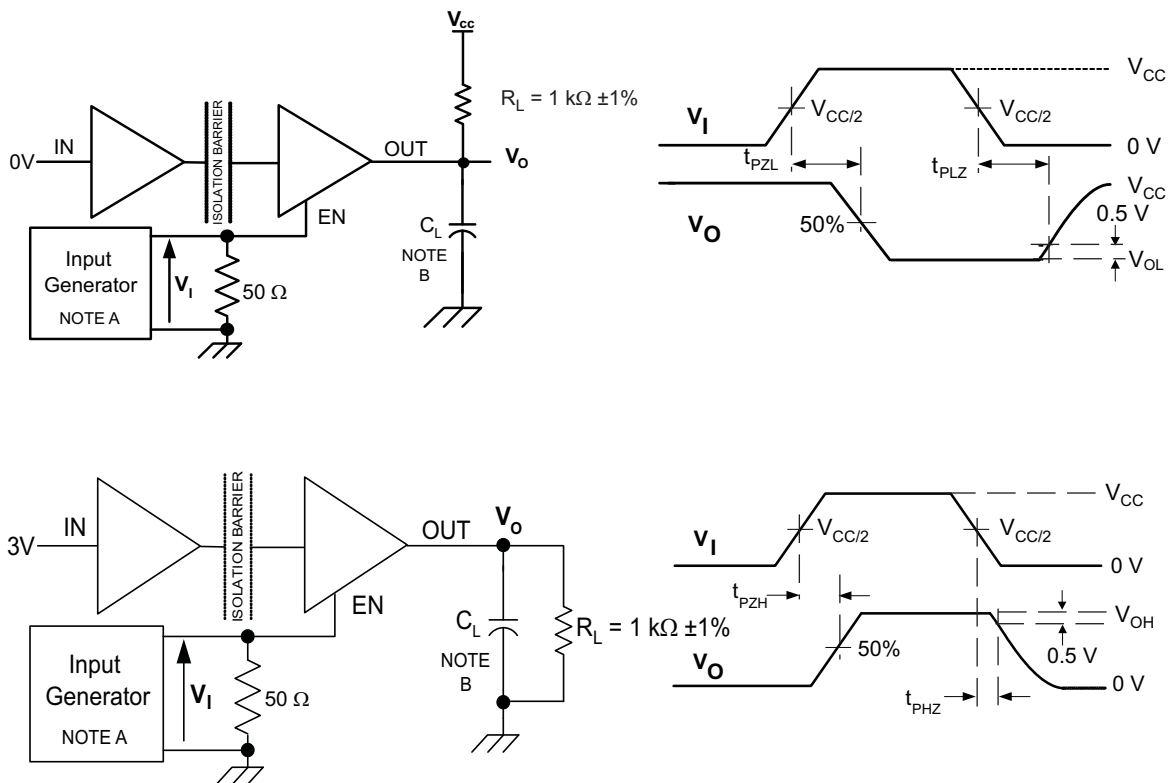 Vcc
RL = 1 kΩ ±1%
0V
IN
ISOLATION BARRIER
OUT
VO
EN
CL
NOTE
B
Input
Generator
NOTE A
VI
50 Ω
VCC
VI
VCC/2
VCC/2
0 V
tPZL
tPLZ
VCC
0.5 V
VO
50%
VOL
3V
IN
ISOLATION BARRIER
OUT
VO
EN
CL
NOTE
B
RL = 1 kΩ ±1%
Input
Generator
NOTE A
VI
50 Ω
VCC
VI
VCC/2
VCC/2
0 V
tPZH
VOH
0.5 V
VO
50%
0 V
tPHZ